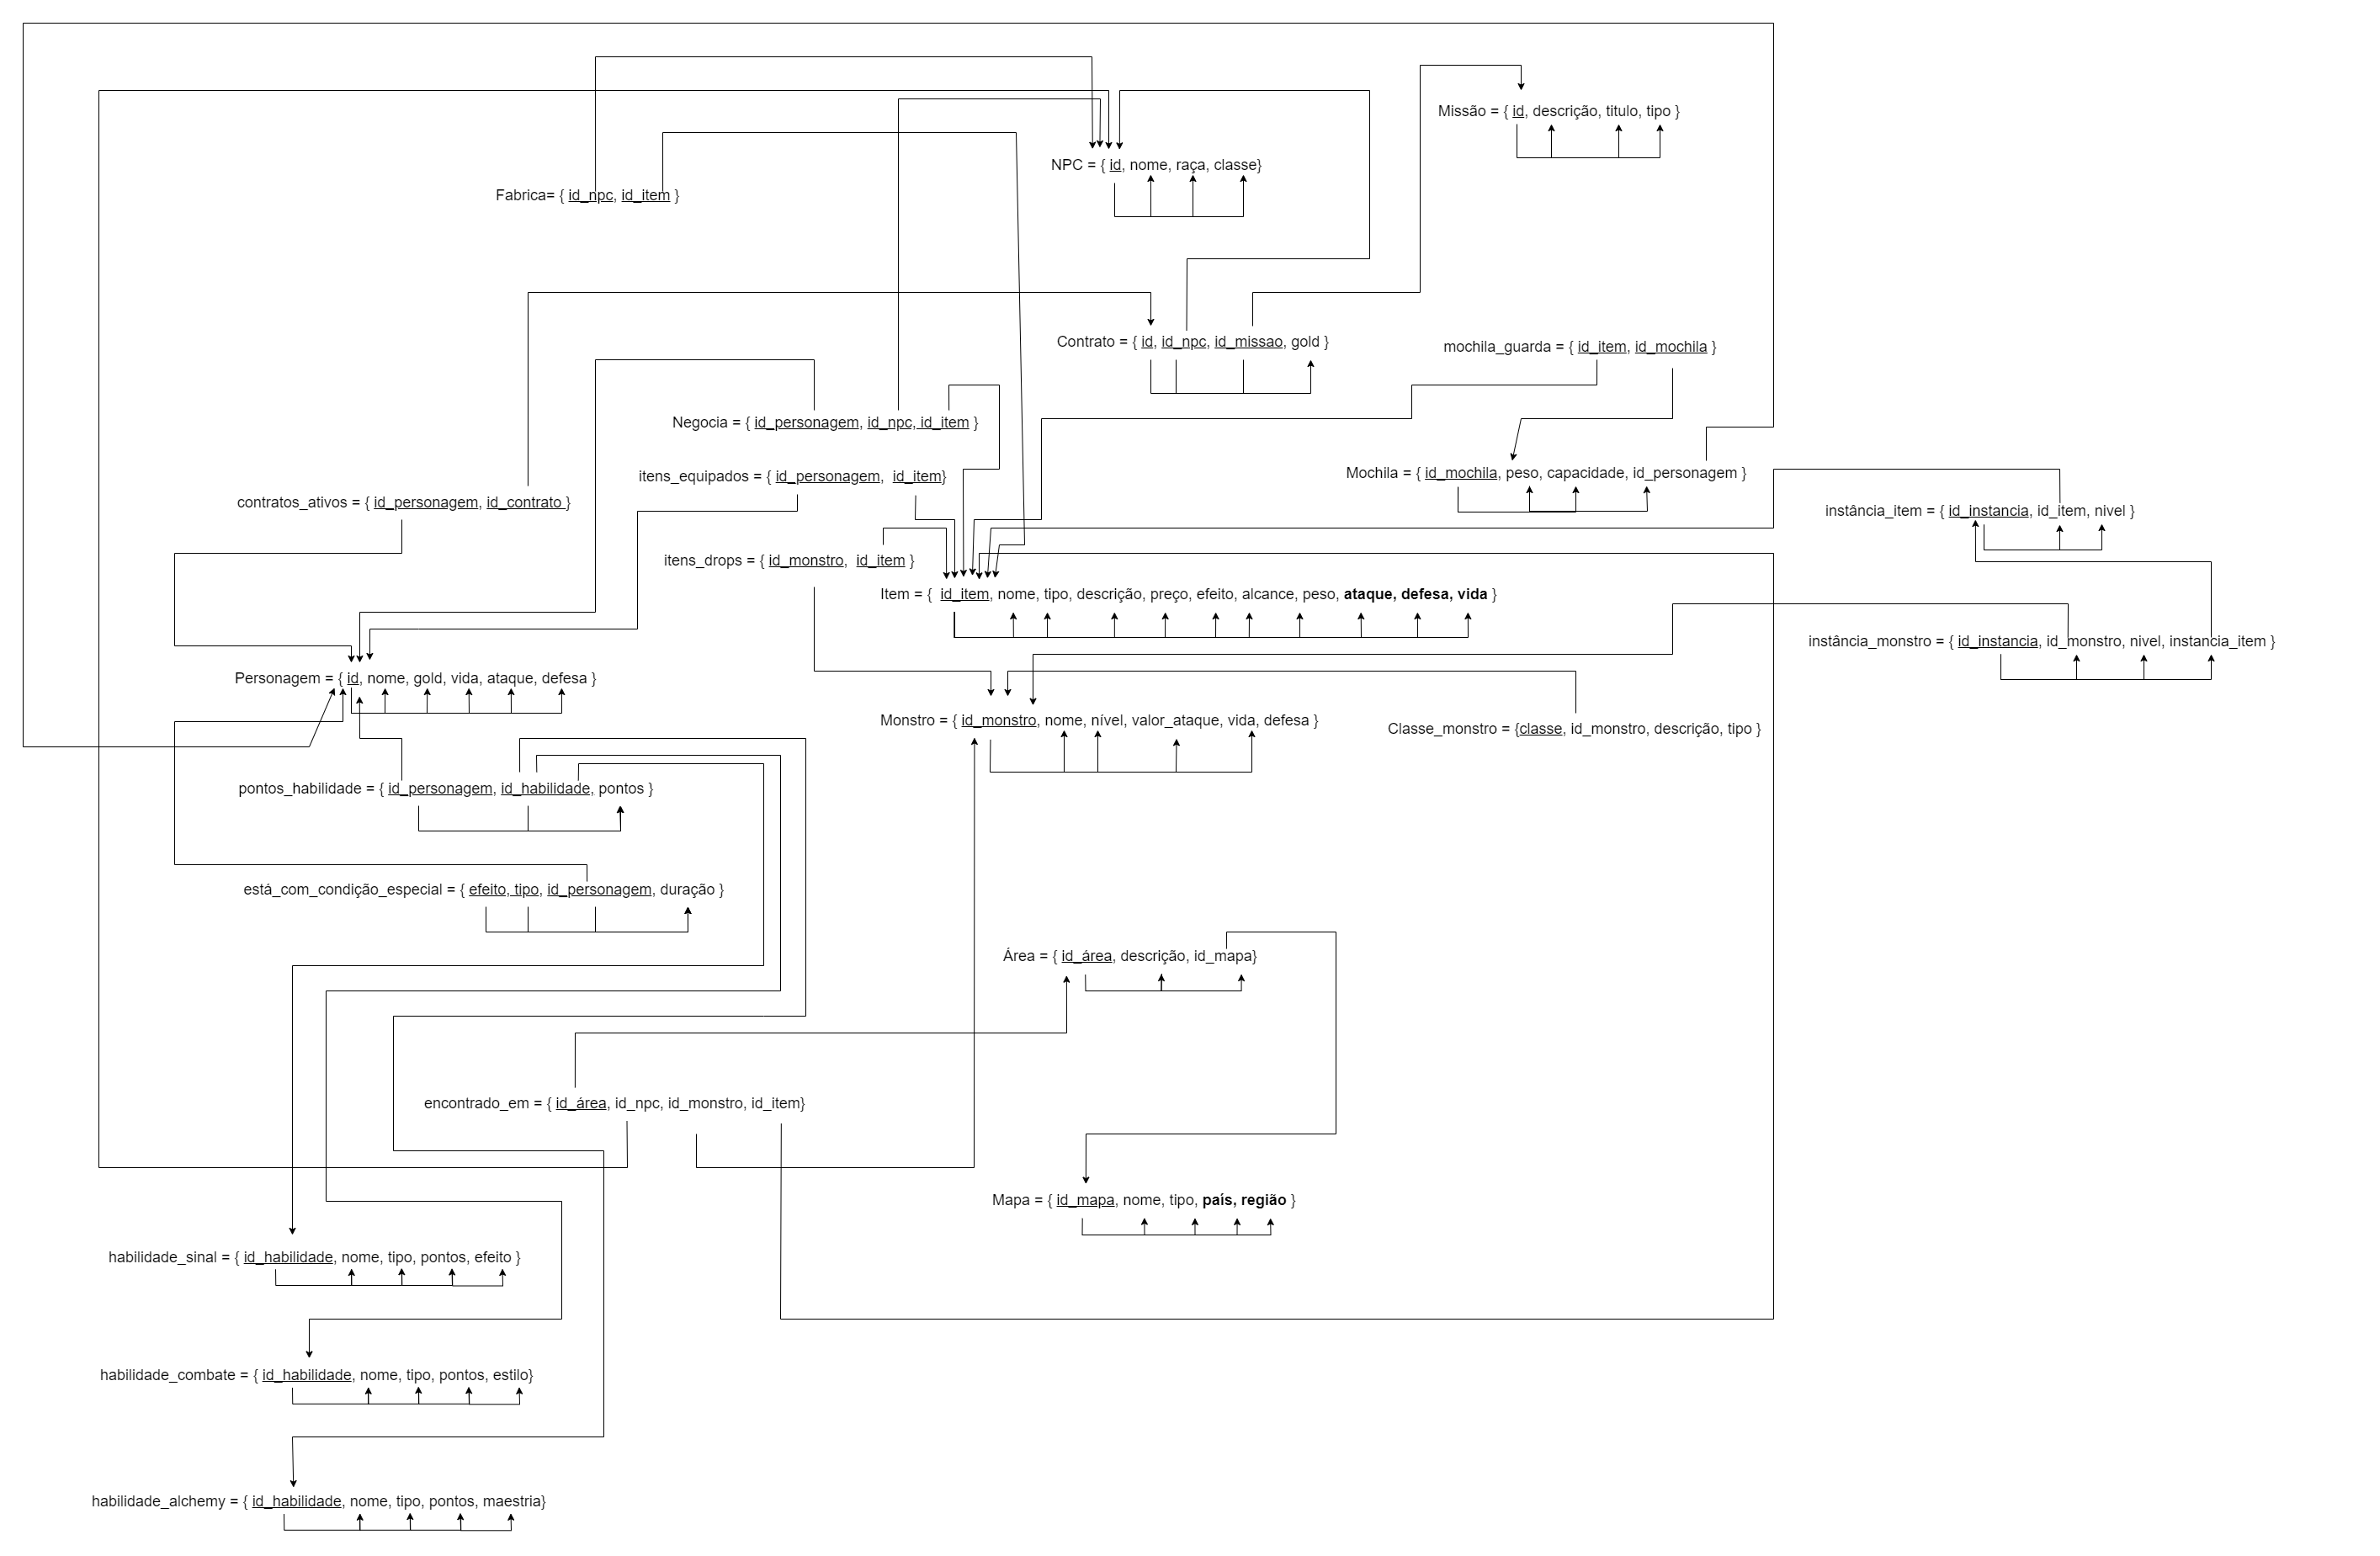 Missão = { id, descrição, titulo, tipo }
NPC = { id, nome, raça, classe}
Fabrica= { id_npc, id_item }
Contrato = { id, id_npc, id_missao, gold }
mochila_guarda = { id_item, id_mochila }
Negocia = { id_personagem, id_npc, id_item }
Mochila = { id_mochila, peso, capacidade, id_personagem }
itens_equipados = { id_personagem, id_item}
contratos_ativos = { id_personagem, id_contrato }
instância_item = { id_instancia, id_item, nivel }
itens_drops = { id_monstro, id_item }
Item = { id_item, nome, tipo, descrição, preço, efeito, alcance, peso, ataque, defesa, vida }
instância_monstro = { id_instancia, id_monstro, nivel, instancia_item }
Personagem = { id, nome, gold, vida, ataque, defesa }
Monstro = { id_monstro, nome, nível, valor_ataque, vida, defesa }
Classe_monstro = {classe, id_monstro, descrição, tipo }
pontos_habilidade = { id_personagem, id_habilidade, pontos }
está_com_condição_especial = { efeito, tipo, id_personagem, duração }
Área = { id_área, descrição, id_mapa}
encontrado_em = { id_área, id_npc, id_monstro, id_item}
Mapa = { id_mapa, nome, tipo, país, região }
habilidade_sinal = { id_habilidade, nome, tipo, pontos, efeito }
habilidade_combate = { id_habilidade, nome, tipo, pontos, estilo}
habilidade_alchemy = { id_habilidade, nome, tipo, pontos, maestria}